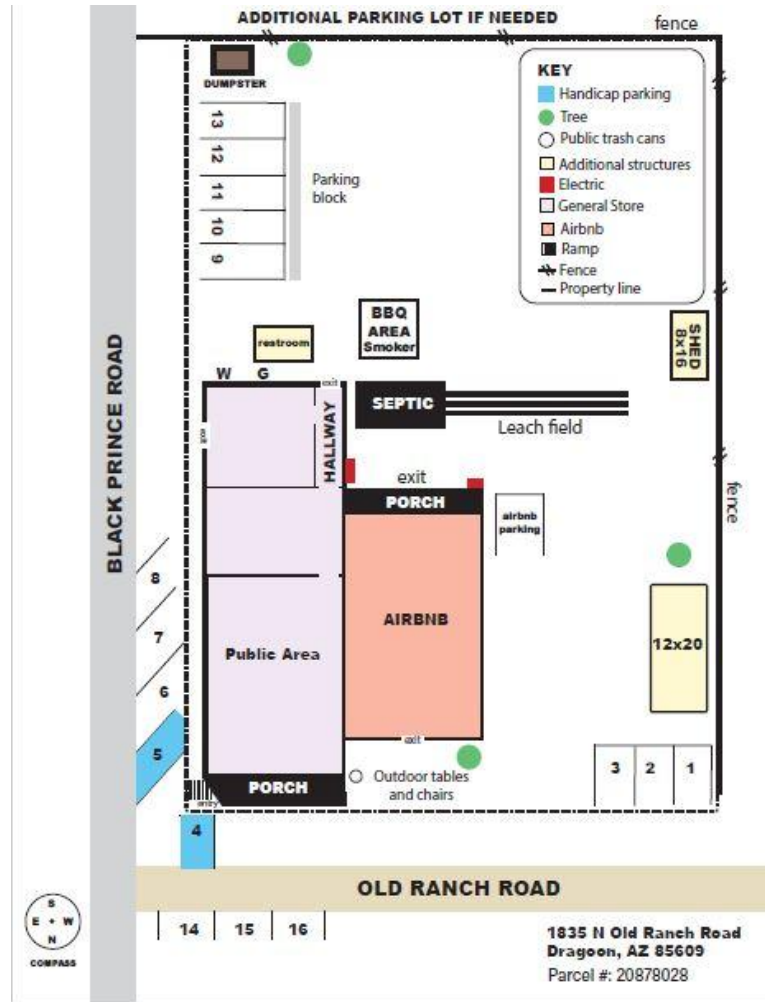 ADDITIONAL PARKING LOT IF NEEDED
fence
DUMPSTER
13
12
11
10
9
Parking
block
KEY
Handicap parking
Tree
Public trash cans
Additional structures
Electric
General Store
Airbnb
Ramp
Fence
Property line
BBQ
AREA
Smoker
restroom
SHED
8x16
W G
exit
SEPTIC
Leach field
HALLWAY
exit
exit
PORCH
airbnb
parking
fence
BLACK PRINCE ROAD
8
7
6
5
Public Area
AIRBNB
12x20
exit
3 2 1
PORCH
Outdoor tables
and chairs
entry
4
OLD RANCH ROAD
14 15 16
S
E + W
N
COMPASS
1835 N Old Ranch Road
Dragoon, AZ 85609
Parcel #: 20878028